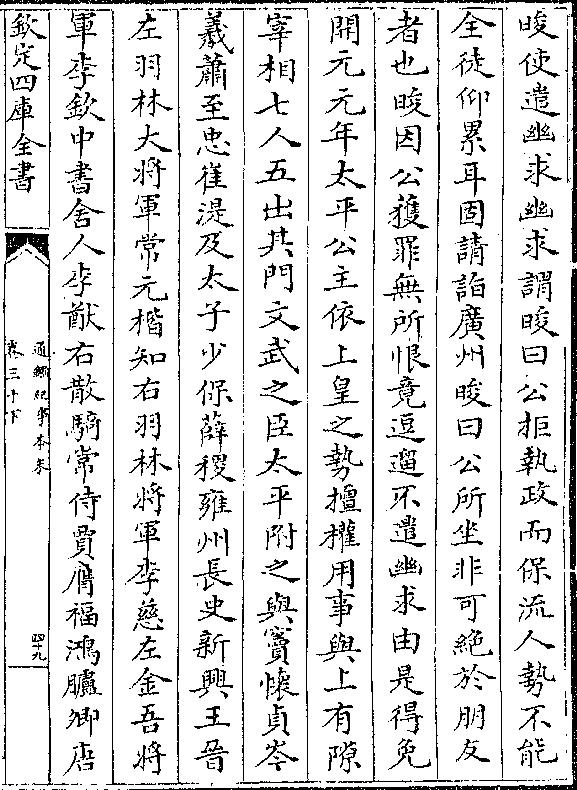 晙使遣幽求幽求謂晙曰公拒執政而保流人勢不能
全徒仰累耳固請詣廣州晙曰公所坐非可絶於朋友
者也晙因公獲罪無所恨竟逗遛不遣幽求由是得免
開元元年太平公主依上皇之勢擅權用事與上有隙
宰相七人五出其門文武之臣太平附之與竇懷貞岑
羲蕭至忠崔湜及太子少保薛稷雍州長史新興王晉
左羽林大將軍常元楷知右羽林將軍李慈左金吾將
軍李欽中書舍人李猷右散騎常侍賈膺福鴻臚卿唐
欽定四庫全書
通鑑紀事本末
卷三十下
四十九